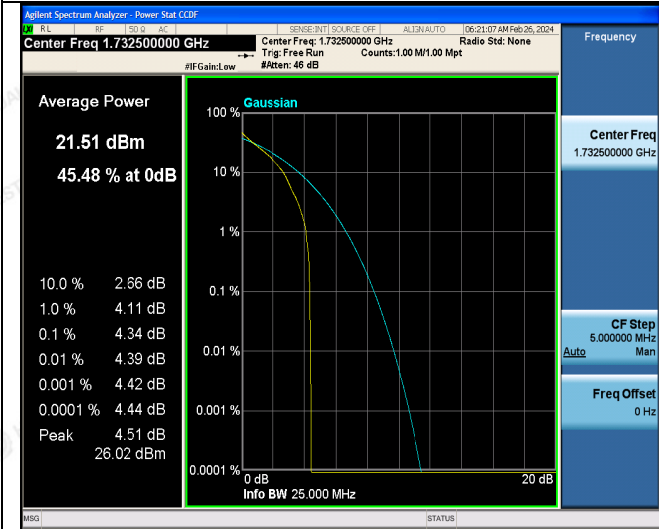 Agilent Spectrum Analyzer - Power Stat CCDF
LXI RL RF 50 Ω AC SENSE:INT SOURCE OFF ALIGN AUTO 06:21:07 AM Feb 26, 2024
Center Freq 1.732500000 GHz
Center Freq: 1.732500000 GHz Radio Std: None
Trig: Free Run Counts:1.00 M/1.00 Mpt
#IFGain:Low #Atten: 46 dB
Frequency
Average Power
21.51 dBm
45.48 % at 0dB
10.0 % 2.66 dB
1.0 % 4.11 dB
0.1 % 4.34 dB
0.01 % 4.39 dB
0.001 % 4.42 dB
0.0001 % 4.44 dB
Peak 4.51 dB
26.02 dBm
Gaussian
100 %
10 %
1 %
0.1 %
0.01 %
0.001 %
0.0001 %
0 dB 20 dB
Info BW 25.000 MHz
Center Freq
1.732500000 GHz
CF Step
5.000000 MHz
Auto Man
Freq Offset
0 Hz
MSG STATUS